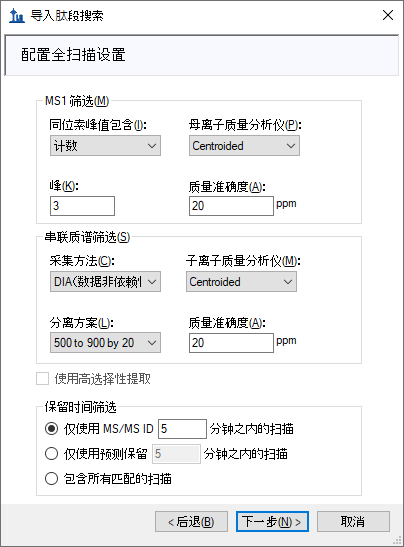 导入肽段搜索
配置全扫描设置
MS1 筛选(M)
同位素峰值包含(I):
母离子质量分析仪(P):
计数
Centroided
峰(K):
质量准确度(A):
3
20 ppm
串联质谱筛选(S)
采集方法(C):
子离子质量分析仪(M):
DIA(数据非依赖性
Centroided
分离方案(L):
质量准确度(A):
500 to 900 by 20
20 ppm
使用高选择性提取
保留时间筛选
仅使用 MS/MS ID 5 分钟之内的扫描
仅使用预测保留 5 分钟之内的扫描
包含所有匹配的扫描
< 后退(B) 下一步(N) > 取消